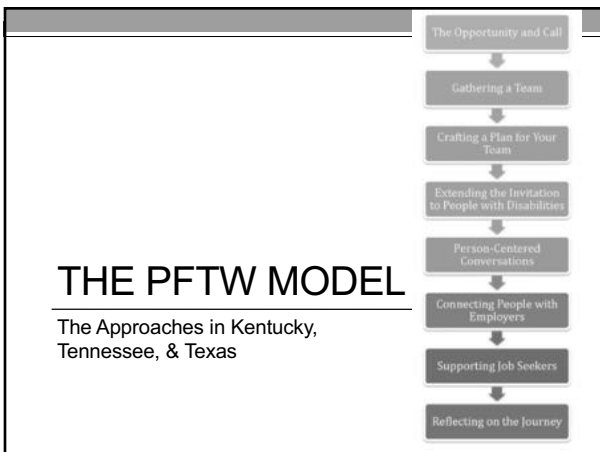 THE PFTW MODEL
The Approaches in Kentucky,
Tennessee, & Texas
The Opportunity and Call
Gathering a Team
Crafting a Plan for Your
Team
Extending the Invitation
to People with Disabilities
Person-Centered
Conversations
Connecting People with
Employers
Supporting Job Seekers
Reflecting on the Journey